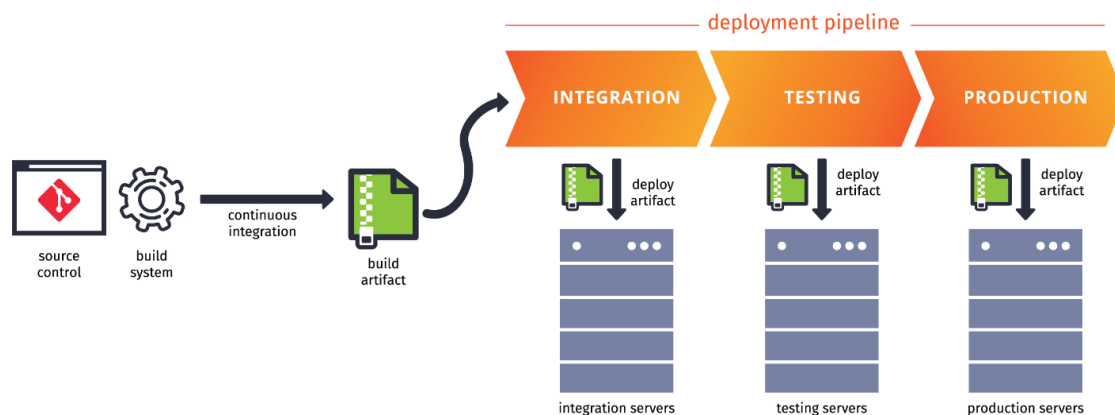 deployment pipeline
INTEGRATION
TESTING
PRODUCTION
deploy
artifact
deploy
artifact
deploy
artifact
continuous
integration
source
control
build
system
build
artifact
integration servers
testing servers
production servers